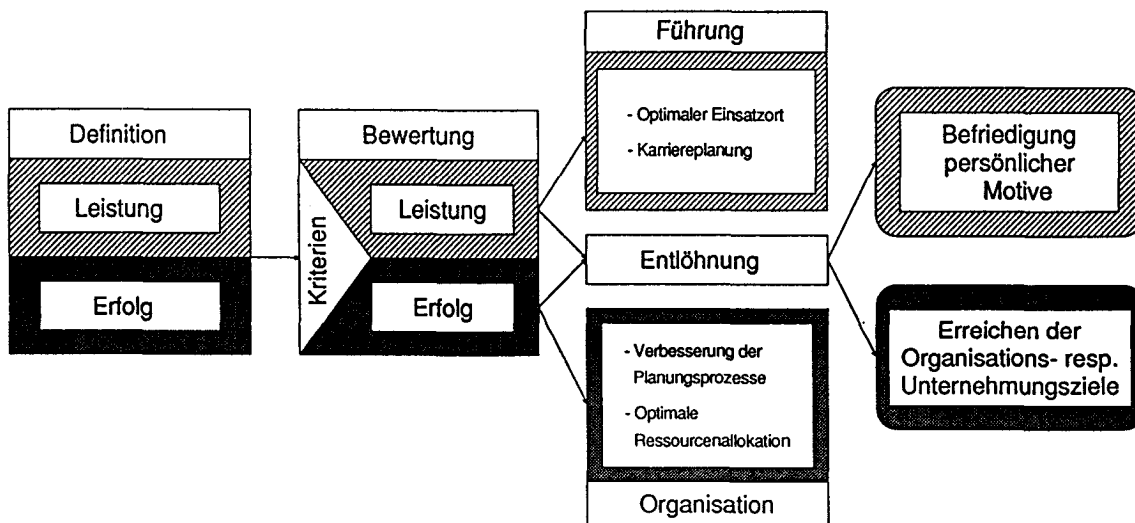 Definition
Leistung
Erfolg
Bewertung
Kriterien
Leistung
Erfolg
Führung
- Optimaler Einsatzort
- Karriereplanung
Entlöhnung
- Verbesserung der
Planungsprozesse
- Optimale
Ressourcenallokation
Organisation
Befriedigung
persönlicher
Motive
Erreichen der
Organisations- resp.
Unternehmungsziele